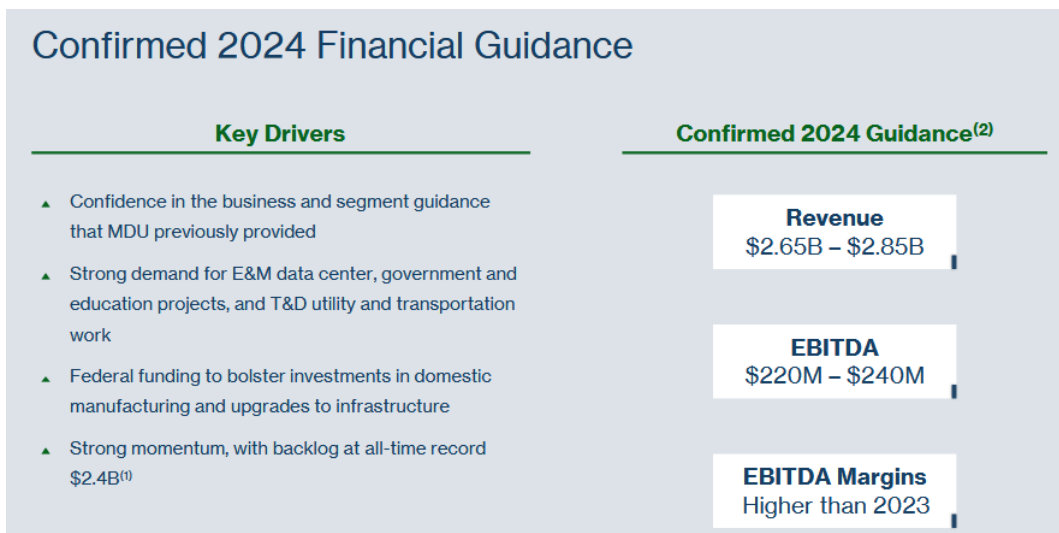 Confirmed 2024 Financial Guidance
Key Drivers
Confidence in the business and segment guidance
that MDU previously provided
Strong demand for E&M data center, government and
education projects, and T&D utility and transportation
work
Federal funding to bolster investments in domestic
manufacturing and upgrades to infrastructure
Strong momentum, with backlog at all-time record
$2.4B(1)
Confirmed 2024 Guidance(2)
Revenue
$2.65B – $2.85B
EBITDA
$220M – $240M
EBITDA Margins
Higher than 2023